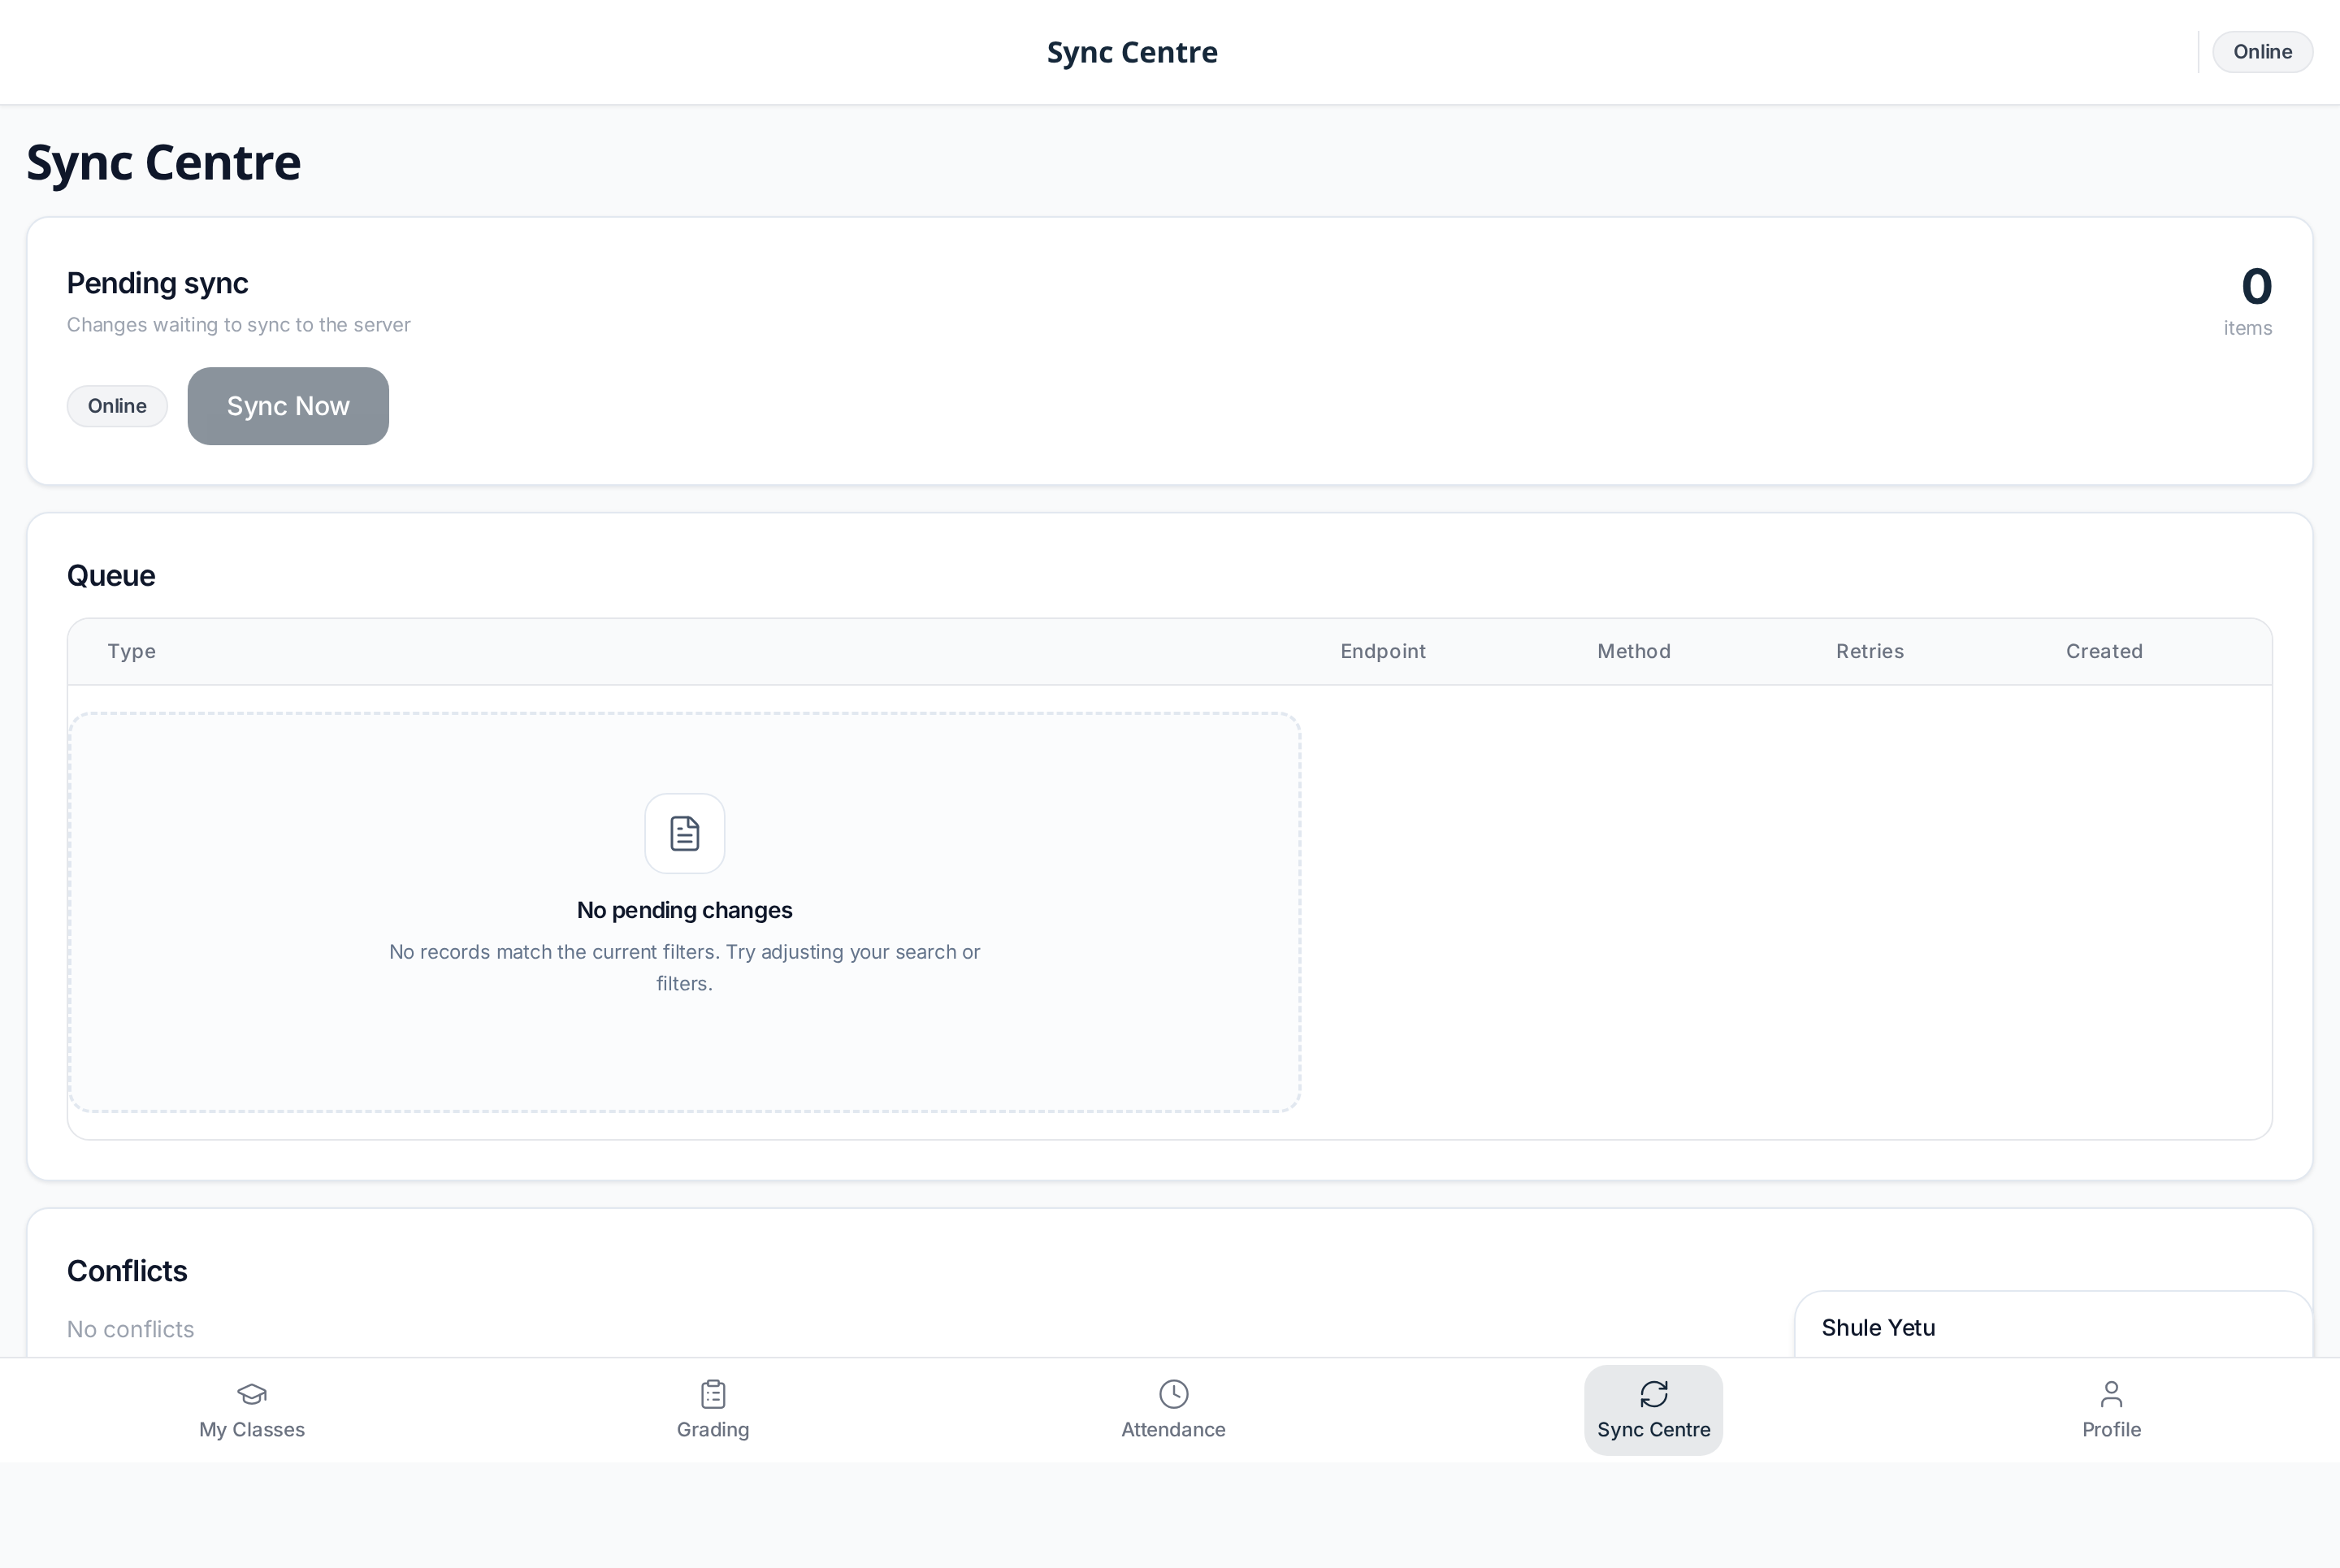 Sync Centre
Online
Sync Centre
Pending sync
0
Changes waiting to sync to the server
items
Online
Sync Now
Queue
Type
Endpoint
Method
Retries
Created
No pending changes
No records match the current filters. Try adjusting your search or
filters.
Conflicts
No conflicts
Shule Yetu
My Classes
Grading
Attendance
Sync Centre
Profile